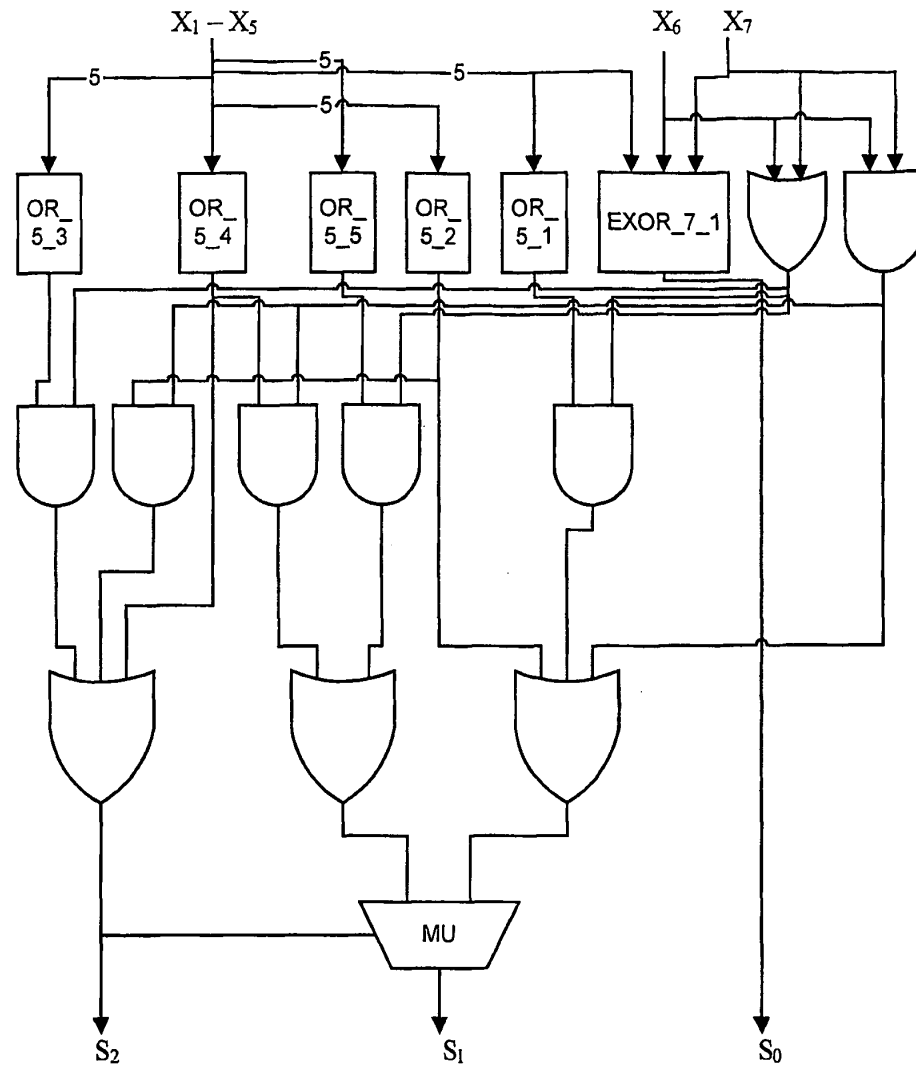 X₁ – X₅
X₆
X₇
5
5
5
5
OR_
5_3
OR_
5_4
OR_
5_5
OR_
5_2
OR_
5_1
EXOR_7_1
MU
S₂
S₁
S₀